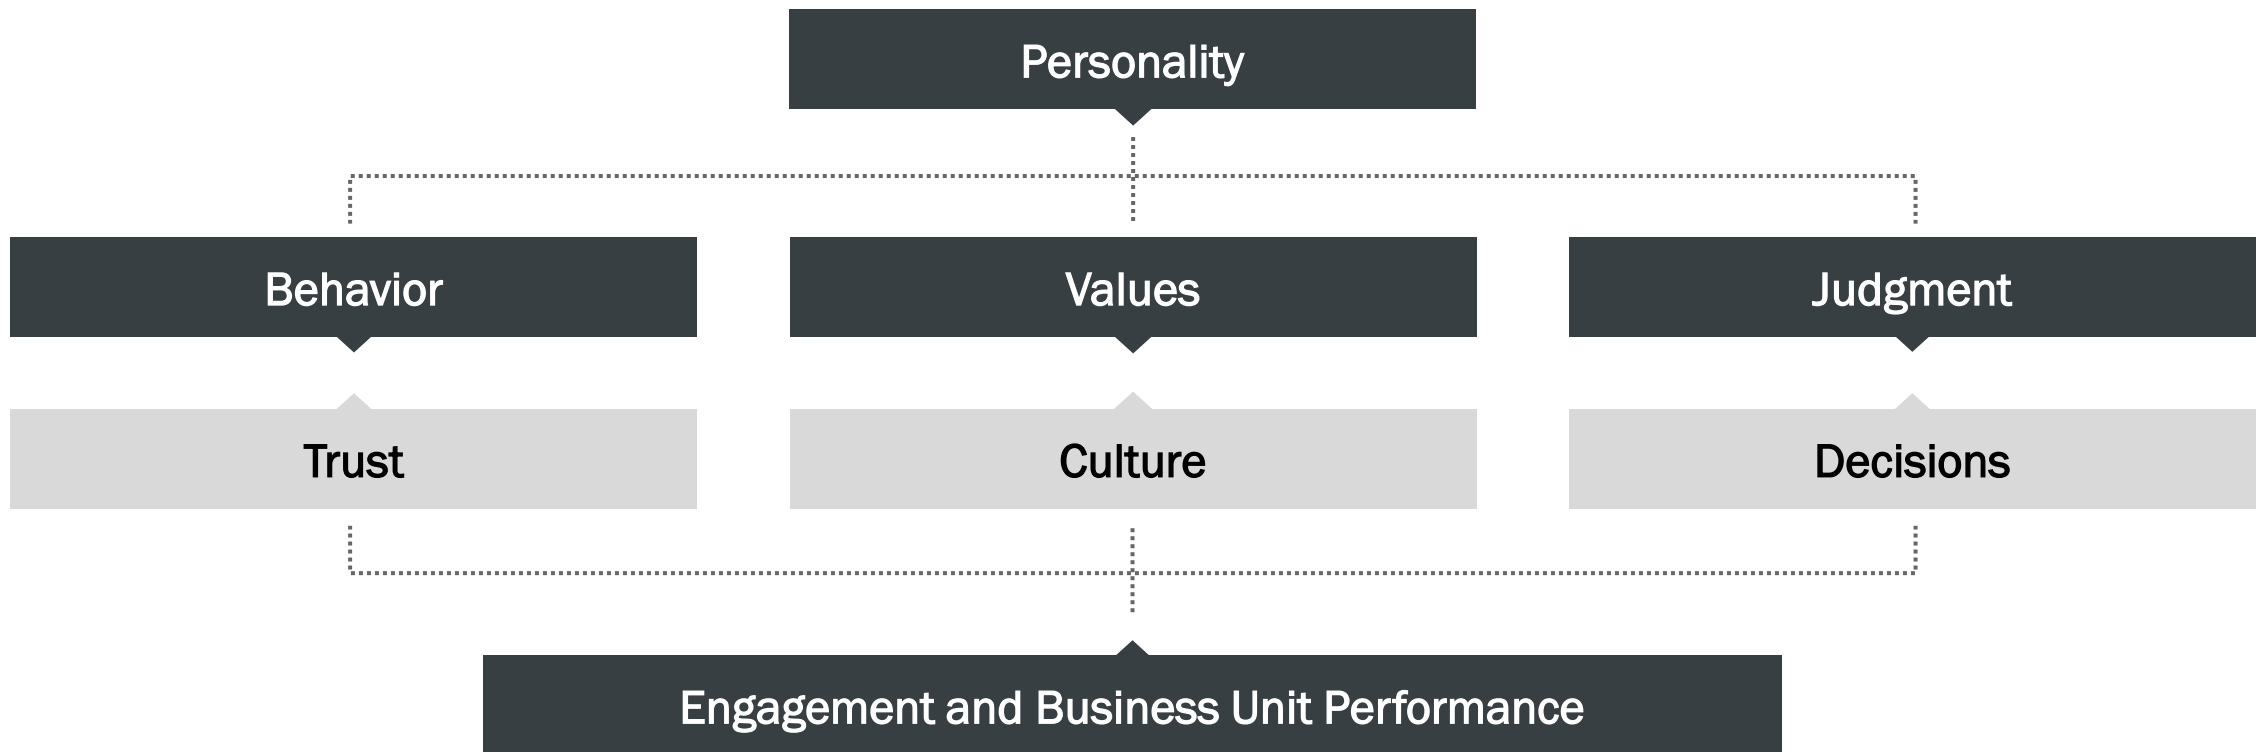 Personality
Behavior
Values
Judgment
Trust
Culture
Decisions
Engagement and Business Unit Performance